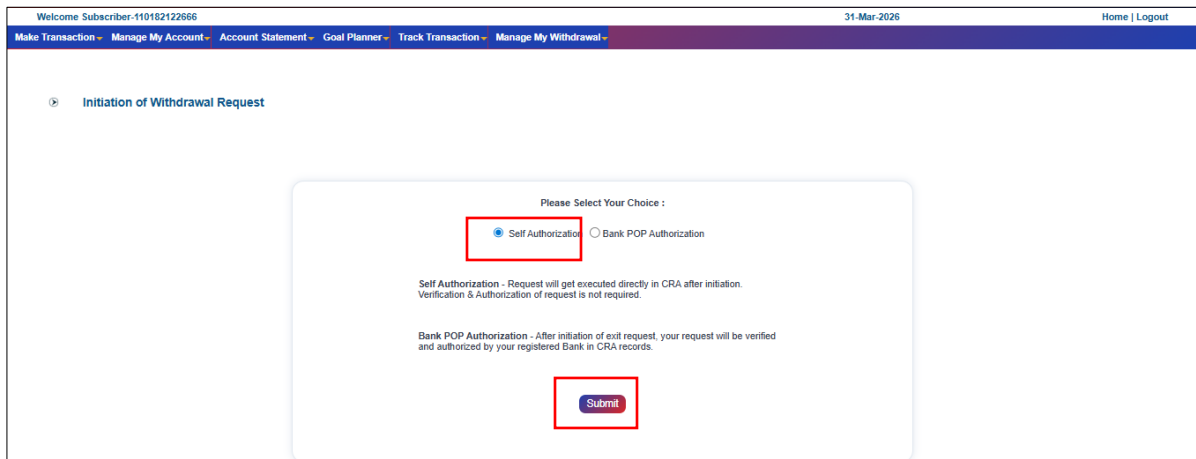 Welcome Subscriber-110182122666 31-Mar-2026 Home | Logout
Make Transaction Manage My Account Account Statement Goal Planner Track Transaction Manage My Withdrawal
Initiation of Withdrawal Request
Please Select Your Choice :
Self Authorization Bank POP Authorization
Self Authorization - Request will get executed directly in CRA after initiation.
Verification & Authorization of request is not required.
Bank POP Authorization - After initiation of exit request, your request will be verified
and authorized by your registered Bank in CRA records.
Submit